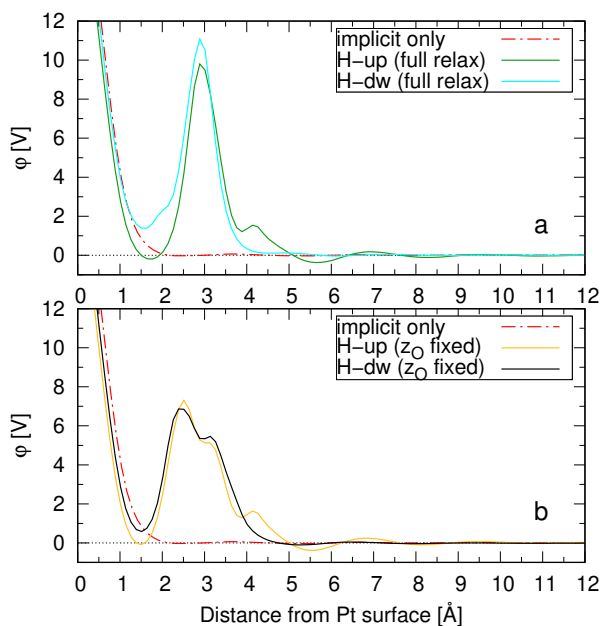 12
10
8
6
4
2
0
φ [V]
implicit only
H-up (full relax)
H-dw (full relax)
a
0 1 2 3 4 5 6 7 8 9 10 11 12
12
10
8
6
4
2
0
φ [V]
implicit only
H-up (z_O fixed)
H-dw (z_O fixed)
b
0 1 2 3 4 5 6 7 8 9 10 11 12
Distance from Pt surface [Å]